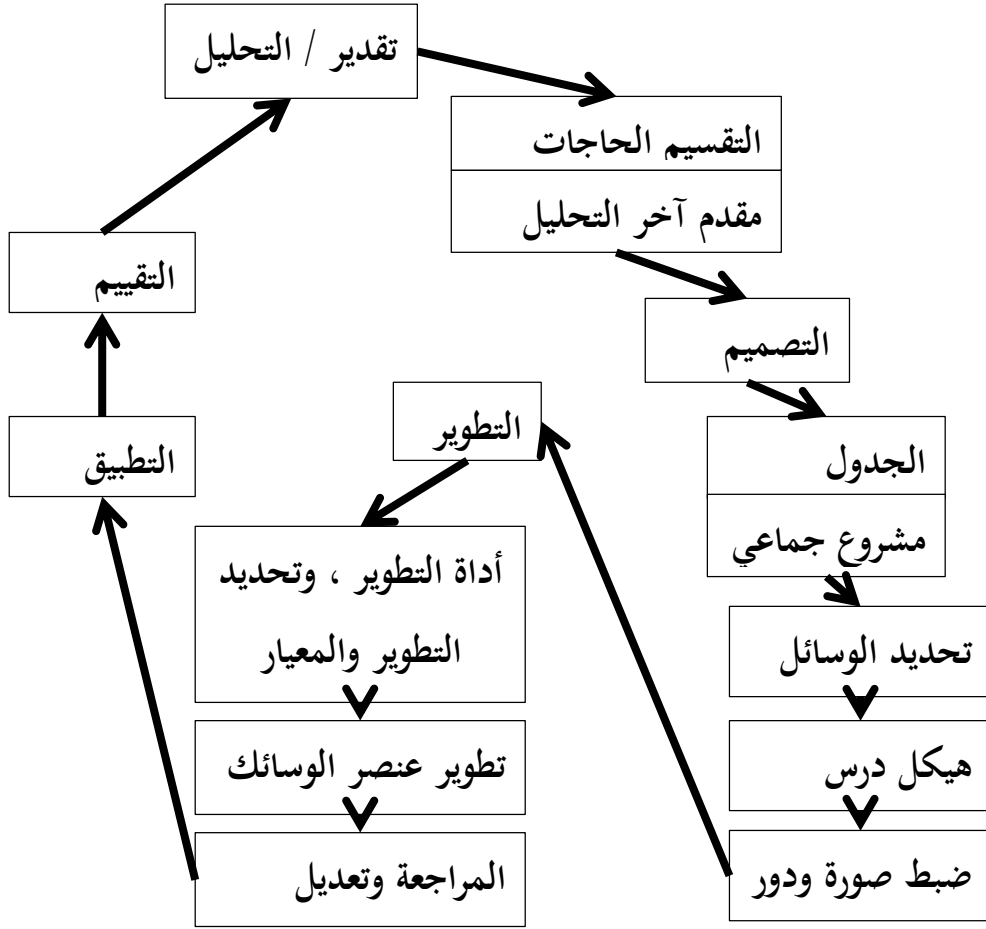 تقدير / التحليل
التقسيم الحاجات
مقدم آخر التحليل
التصميم
الجدول
مشروع جماعي
تحديد الوسائل
هيكل درس
ضبط صورة ودور
التطوير
أداة التطوير ، وتحديد
التطوير والمعيار
تطوير عنصر الوسائك
المراجعة وتعديل
التطبيق
التقييم